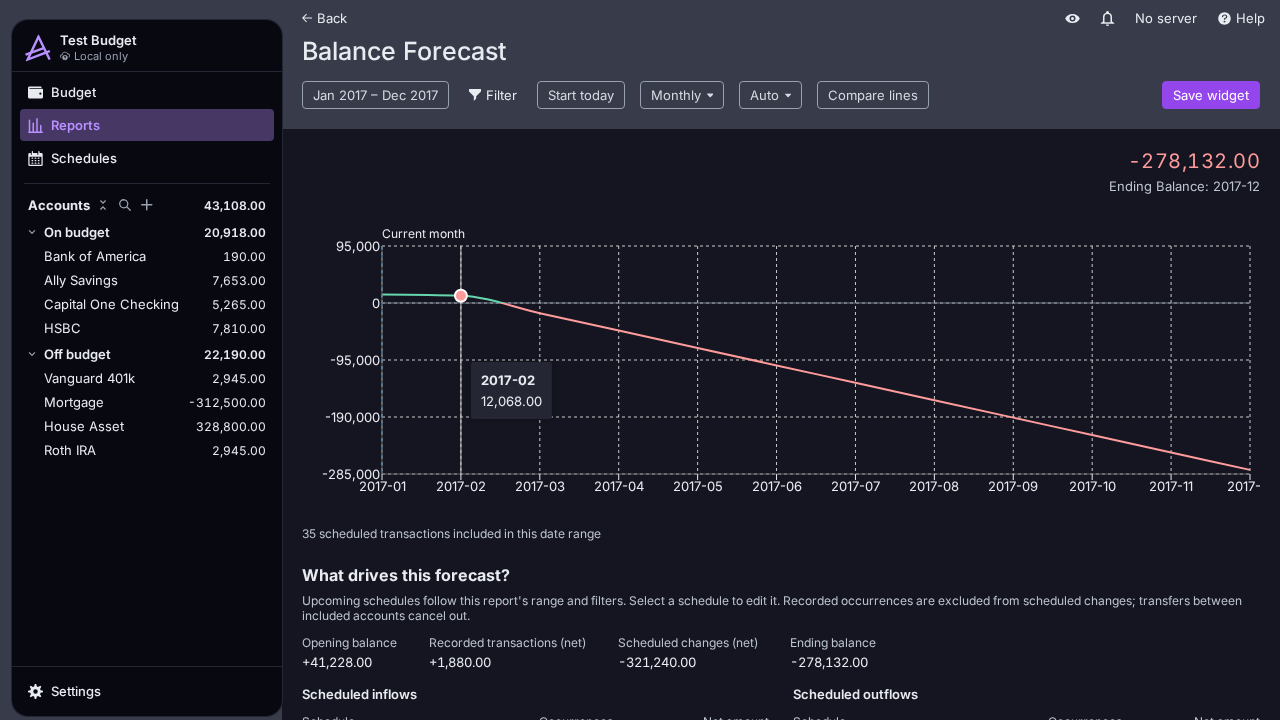 Test Budget
Local only
Budget
Reports
Schedules
Accounts 43,108.00
On budget 20,918.00
Bank of America 190.00
Ally Savings 7,653.00
Capital One Checking 5,265.00
HSBC 7,810.00
Off budget 22,190.00
Vanguard 401k 2,945.00
Mortgage -312,500.00
House Asset 328,800.00
Roth IRA 2,945.00
Settings
Back
No server
Help
Balance Forecast
Jan 2017 – Dec 2017
Filter
Start today
Monthly
Auto
Compare lines
Save widget
-278,132.00
Ending Balance: 2017-12
Current month
95,000
0
-95,000
-190,000
-285,000
2017-02
12,068.00
2017-01 2017-02 2017-03 2017-04 2017-05 2017-06 2017-07 2017-08 2017-09 2017-10 2017-11 2017-
35 scheduled transactions included in this date range
What drives this forecast?
Upcoming schedules follow this report's range and filters. Select a schedule to edit it. Recorded occurrences are excluded from scheduled changes; transfers between
included accounts cancel out.
Opening balance Recorded transactions (net) Scheduled changes (net) Ending balance
+41,228.00 +1,880.00 -321,240.00 -278,132.00
Scheduled inflows Scheduled outflows
Schedule Occurrences Net amount Schedule Occurrences Net amount